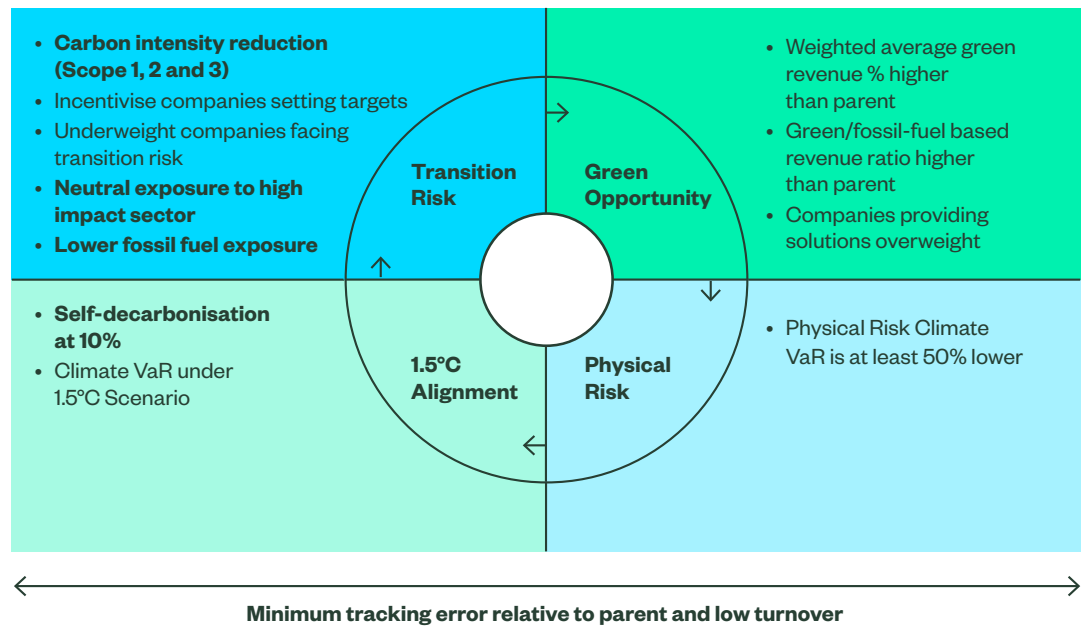 • Carbon intensity reduction
(Scope 1, 2 and 3)
• Incentivise companies setting targets
• Underweight companies facing
transition risk
• Neutral exposure to high
impact sector
• Lower fossil fuel exposure
Transition
Risk
Green
Opportunity
• Weighted average green
revenue % higher
than parent
• Green/fossil-fuel based
revenue ratio higher
than parent
• Companies providing
solutions overweight
• Self-decarbonisation
at 10%
• Climate VaR under
1.5°C Scenario
1.5°C
Alignment
Physical
Risk
• Physical Risk Climate
VaR is at least 50% lower
Minimum tracking error relative to parent and low turnover